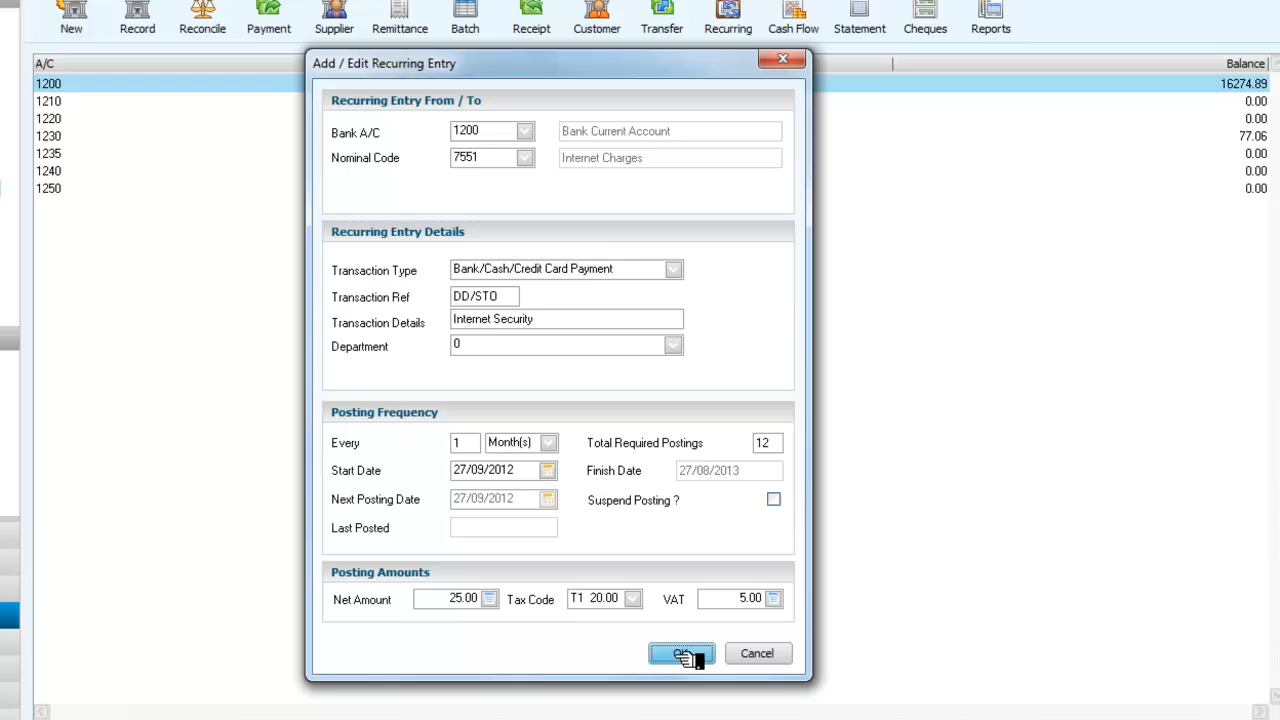 New Record Reconcile Payment Supplier Remittance Batch Receipt Customer Transfer Recurring Cash Flow Statement Cheques Reports
A/C Balance
1200 16274.89
1210 0.00
1220 0.00
1230 77.06
1235 0.00
1240 0.00
1250 0.00
Add / Edit Recurring Entry
Recurring Entry From / To
Bank A/C 1200 Bank Current Account
Nominal Code 7551 Internet Charges
Recurring Entry Details
Transaction Type Bank/Cash/Credit Card Payment
Transaction Ref DD/STO
Transaction Details Internet Security
Department 0
Posting Frequency
Every 1 Month(s) Total Required Postings 12
Start Date 27/09/2012 Finish Date 27/08/2013
Next Posting Date 27/09/2012 Suspend Posting ?
Last Posted
Posting Amounts
Net Amount 25.00 Tax Code T1 20.00 VAT 5.00
Cancel